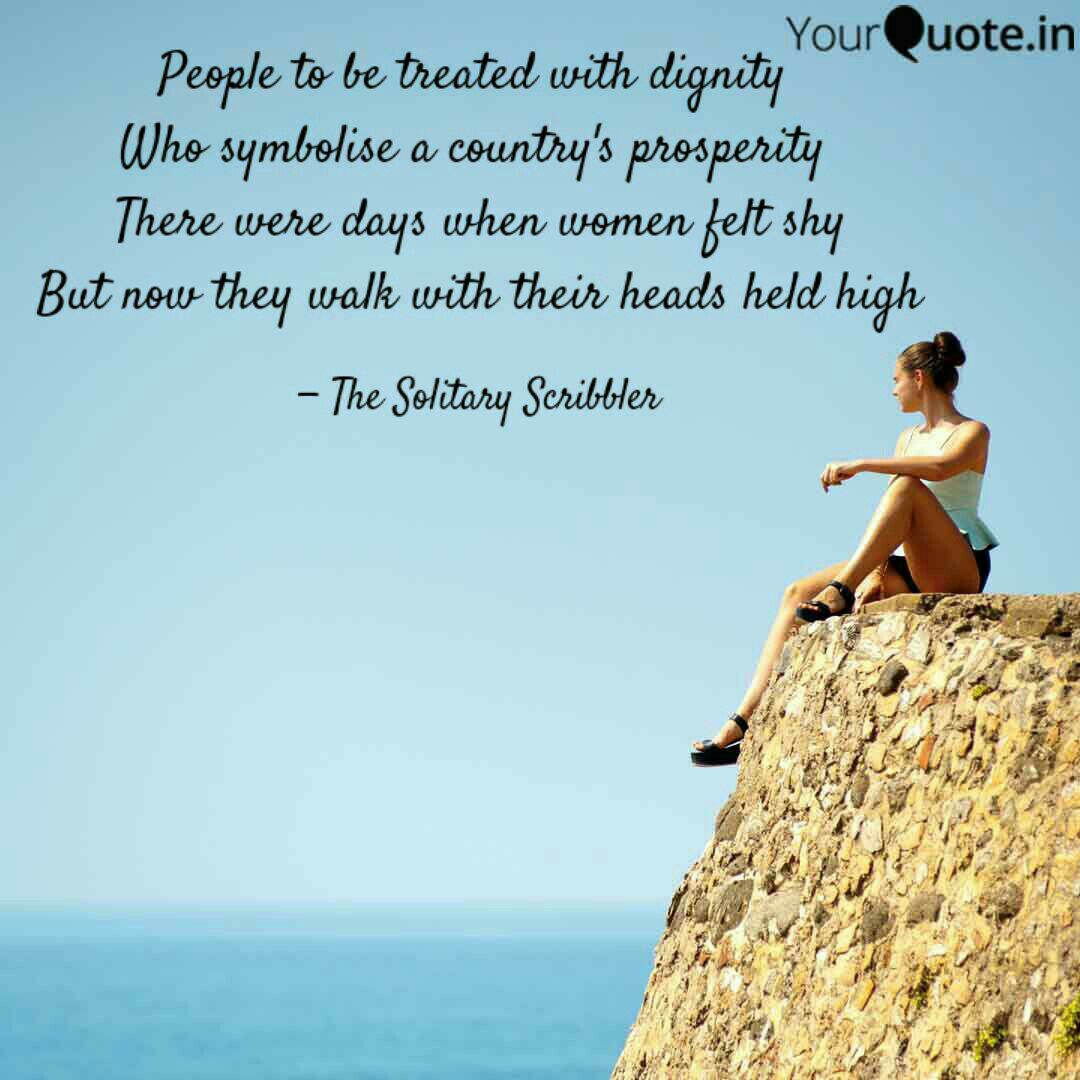 YourQuote.in
People to be treated with dignity
Who symbolise a country's prosperity
There were days when women felt shy
But now they walk with their heads held high
– The Solitary Scribbler